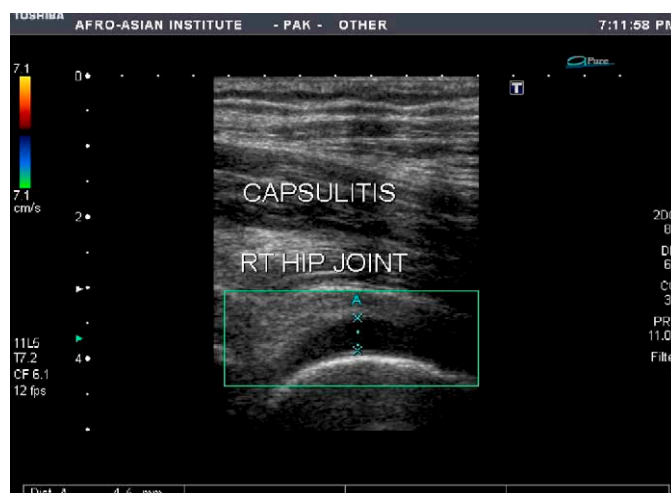 TOSHIBA
AFRO-ASIAN INSTITUTE - PAK - OTHER 7:11:58 PM
aPure
7.1
0
T
7.1
cm/s
CAPSULITIS
2
RT HIP JOINT
A
11L5
T7.2
CF 6.1
12 fps
4
Dist A 4.6 mm